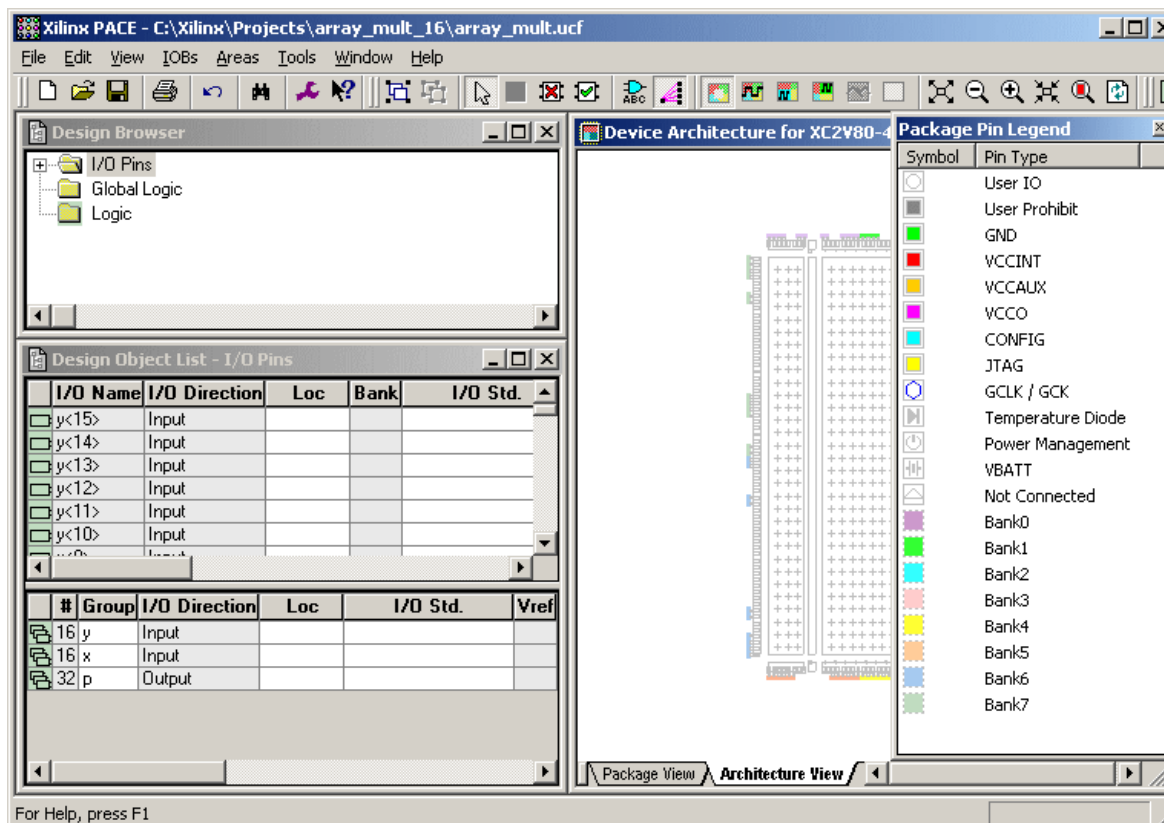 Xilinx PACE - C:\Xilinx\Projects\array_mult_16\array_mult.ucf
File Edit View IOBs Areas Tools Window Help
ABC
Design Browser
I/O Pins
Global Logic
Logic
Design Object List - I/O Pins
I/O Name I/O Direction Loc Bank I/O Std.
y<15> Input
y<14> Input
y<13> Input
y<12> Input
y<11> Input
y<10> Input
# Group I/O Direction Loc I/O Std. Vref
16 y Input
16 x Input
32 p Output
Device Architecture for XC2V80-4
Package View Architecture View
Package Pin Legend
Symbol Pin Type
User IO
User Prohibit
GND
VCCINT
VCCAUX
VCCO
CONFIG
JTAG
GCLK / GCK
Temperature Diode
Power Management
VBATT
Not Connected
Bank0
Bank1
Bank2
Bank3
Bank4
Bank5
Bank6
Bank7
For Help, press F1